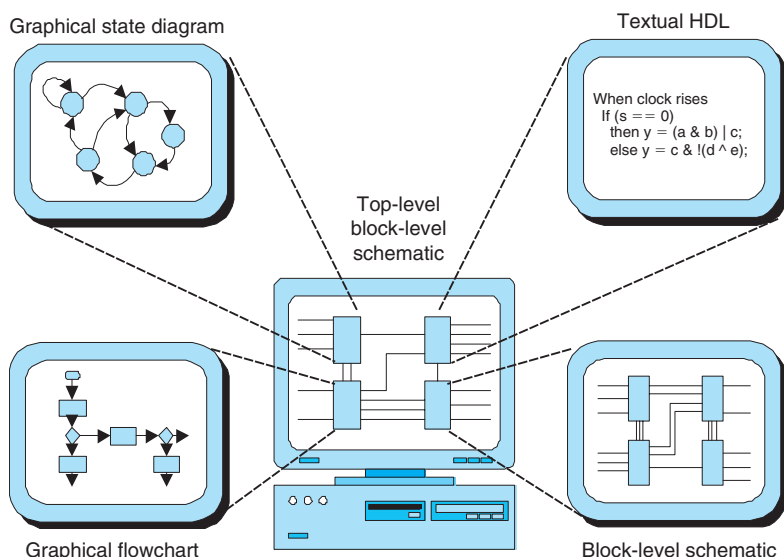 Graphical state diagram
Textual HDL
When clock rises
If (s == 0)
then y = (a & b) | c;
else y = c & !(d ^ e);
Top-level
block-level
schematic
Graphical flowchart
Block-level schematic